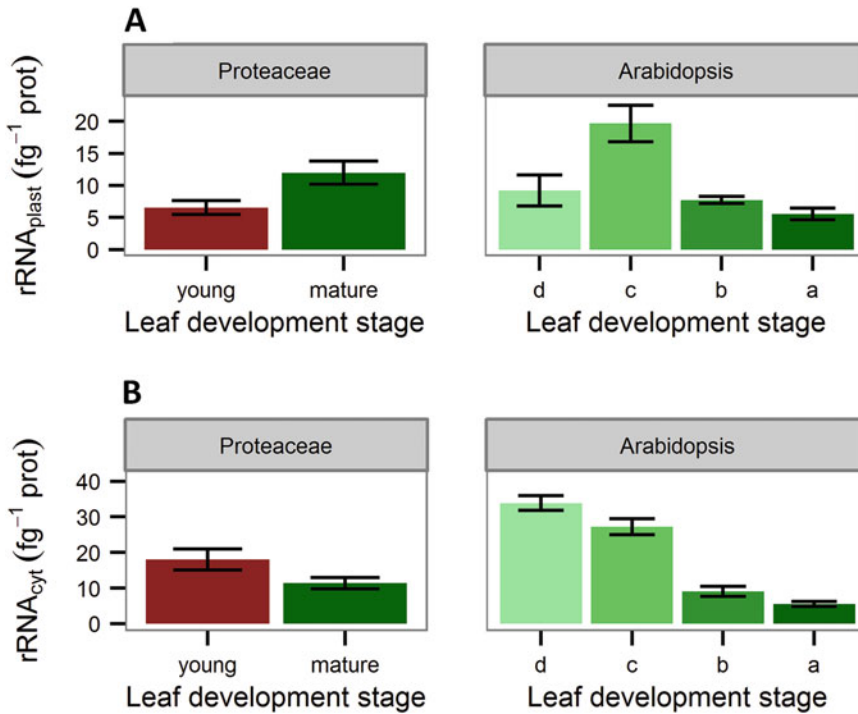 A
Proteaceae Arabidopsis
rRNAplast (fg⁻¹ prot)
20
15
10
5
0
young mature d c b a
Leaf development stage Leaf development stage
B
Proteaceae Arabidopsis
rRNAcyt (fg⁻¹ prot)
40
30
20
10
0
young mature d c b a
Leaf development stage Leaf development stage